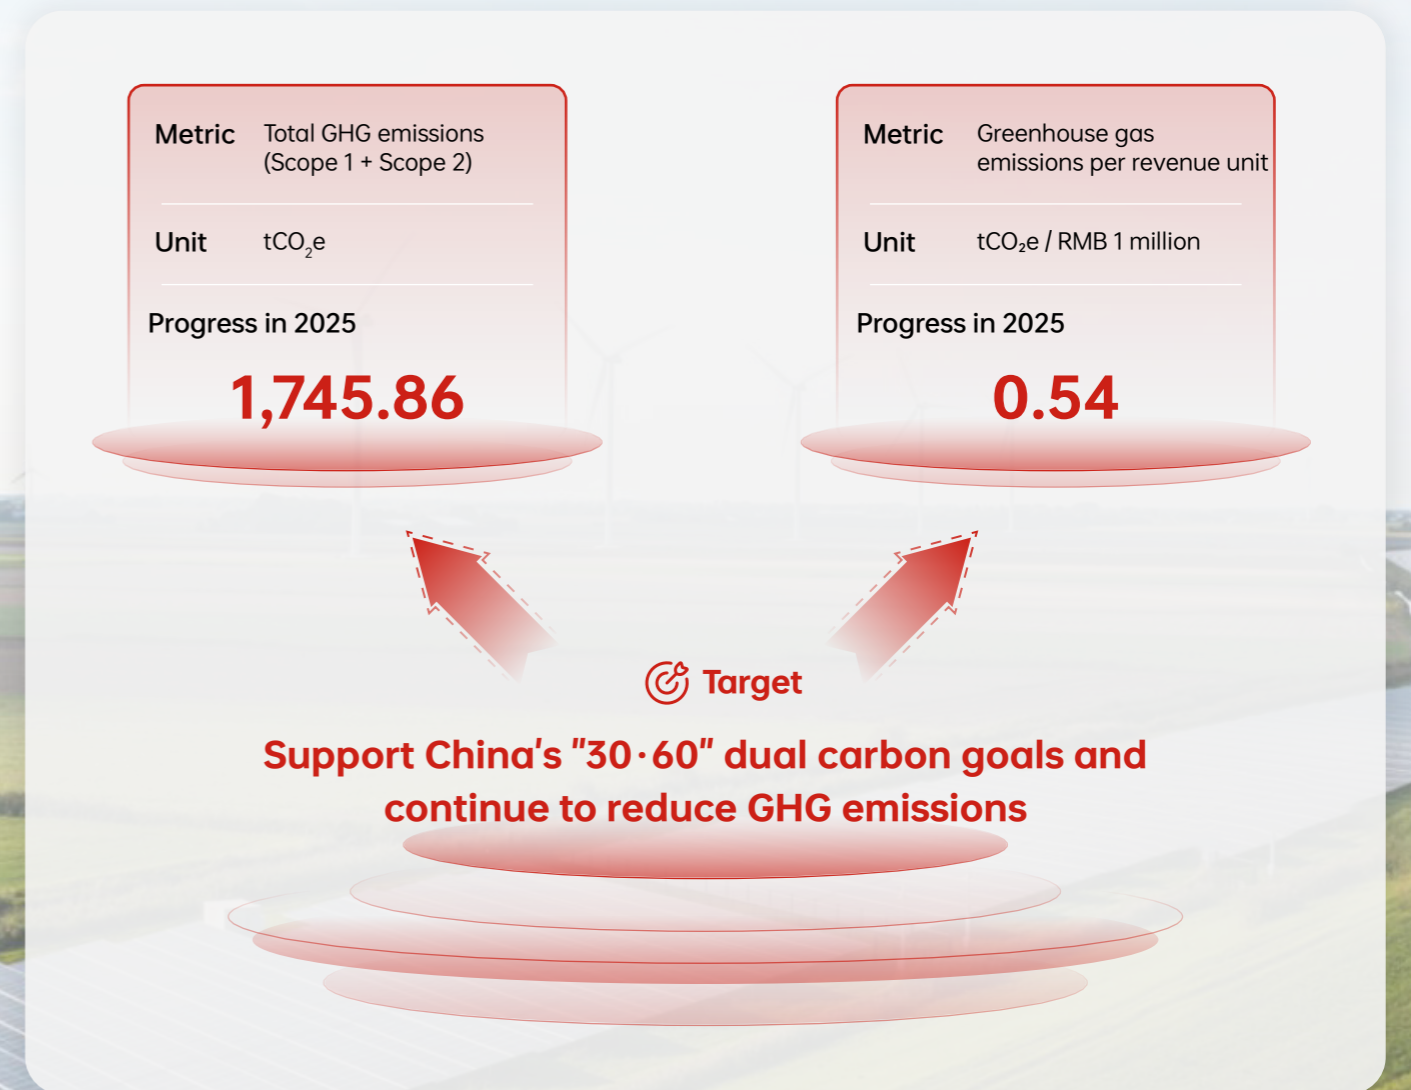 Metric Total GHG emissions
(Scope 1 + Scope 2)
Unit tCO₂e
Progress in 2025
1,745.86
Metric Greenhouse gas
emissions per revenue unit
Unit tCO₂e / RMB 1 million
Progress in 2025
0.54
Target
Support China's "30·60" dual carbon goals and
continue to reduce GHG emissions